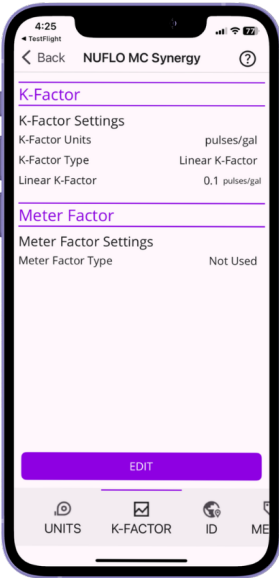 4:25
77
◀ TestFlight
Back NUFLO MC Synergy ?
K-Factor
K-Factor Settings
K-Factor Units pulses/gal
K-Factor Type Linear K-Factor
Linear K-Factor 0.1 pulses/gal
Meter Factor
Meter Factor Settings
Meter Factor Type Not Used
EDIT
UNITS K-FACTOR ID ME